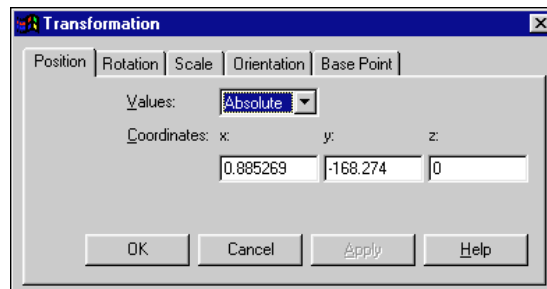 Transformation
Position Rotation Scale Orientation Base Point
Values: Absolute
Coordinates: x: y: z:
0.885269 -168.274 0
OK Cancel Apply Help